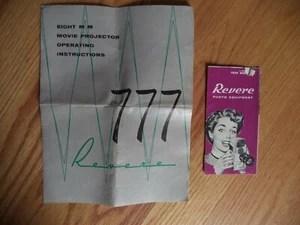 EIGHT MM
MOVIE PROJECTOR
OPERATING
INSTRUCTIONS
777
Revere
Revere
PHOTO EQUIPMENT